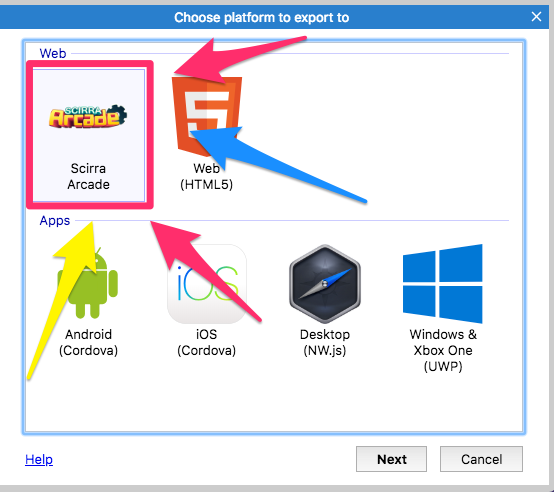 Choose platform to export to
Web
SCIRRA
Arcade
Scirra
Arcade
Web
(HTML5)
Apps
iOS
Android
(Cordova)
iOS
(Cordova)
Desktop
(NW.js)
Windows &
Xbox One
(UWP)
Help
Next
Cancel